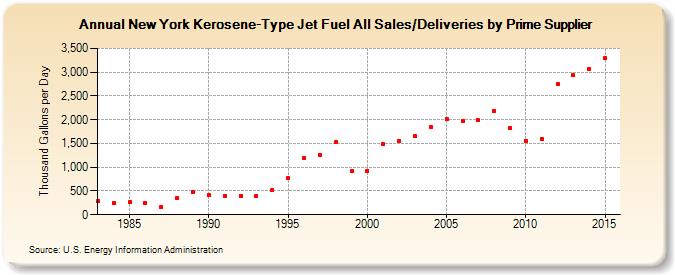 Annual New York Kerosene-Type Jet Fuel All Sales/Deliveries by Prime Supplier
Thousand Gallons per Day
3,500
3,000
2,500
2,000
1,500
1,000
500
0
1985 1990 1995 2000 2005 2010 2015
Source: U.S. Energy Information Administration